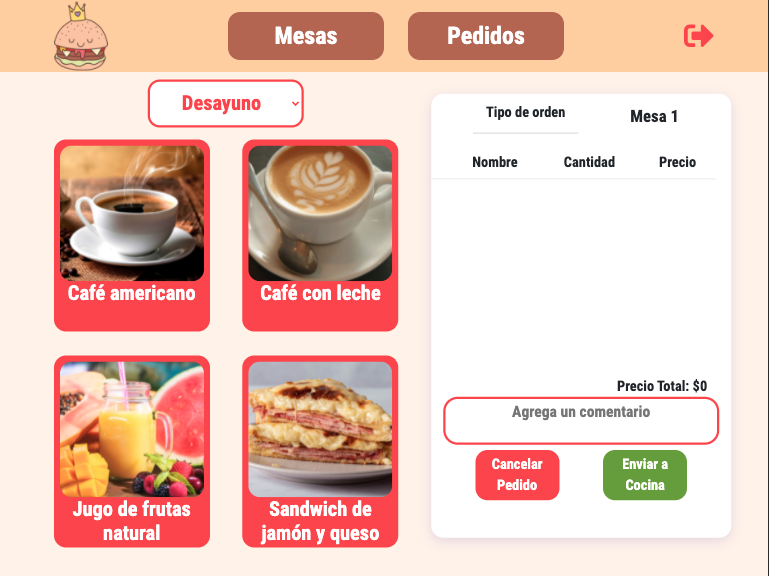 Mesas
Pedidos
Desayuno
Café americano
Café con leche
Jugo de frutas
natural
Sandwich de
jamón y queso
Tipo de orden
Mesa 1
Nombre
Cantidad
Precio
Precio Total: $0
Agrega un comentario
Cancelar
Pedido
Enviar a
Cocina